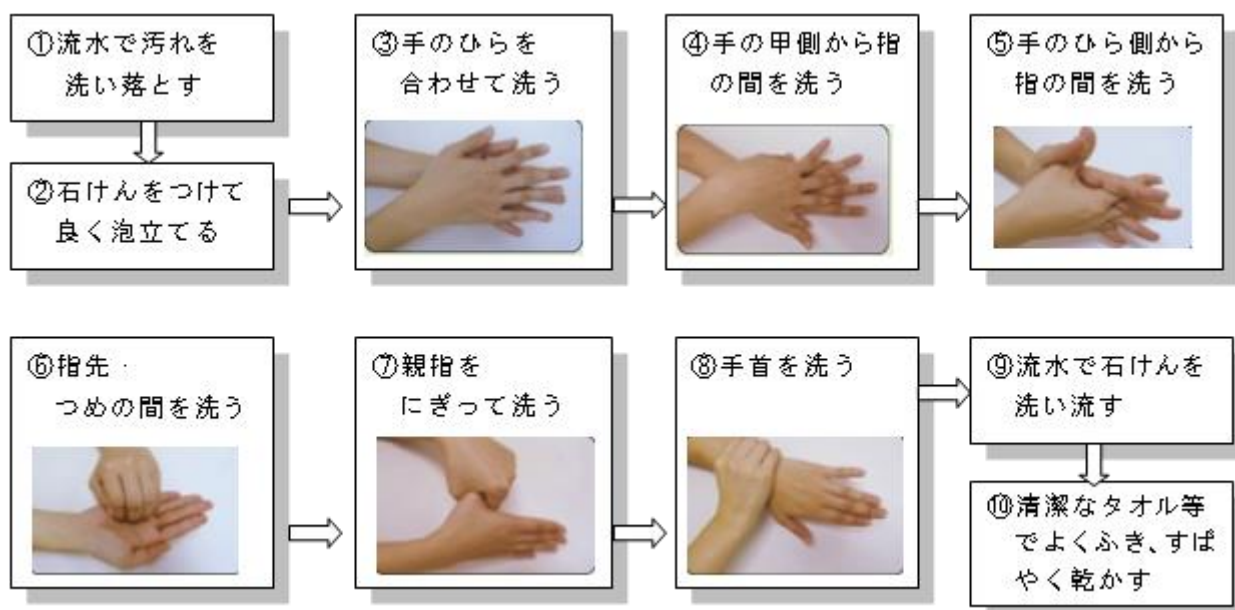 ①流水で汚れを
洗い落とす
②石けんをつけて
良く泡立てる
③手のひらを
合わせて洗う
④手の甲側から指
の間を洗う
⑤手のひら側から
指の間を洗う
⑥指先・
つめの間を洗う
⑦親指を
にぎって洗う
⑧手首を洗う
⑨流水で石けんを
洗い流す
⑩清潔なタオル等
でよくふき、すば
やく乾かす